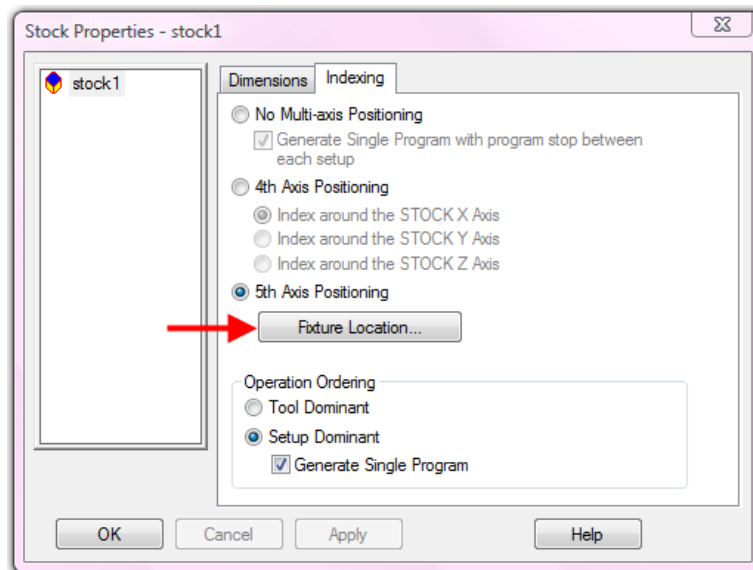 Stock Properties - stock1
stock1
Dimensions Indexing
No Multi-axis Positioning
Generate Single Program with program stop between
each setup
4th Axis Positioning
Index around the STOCK X Axis
Index around the STOCK Y Axis
Index around the STOCK Z Axis
5th Axis Positioning
Fixture Location...
Operation Ordering
Tool Dominant
Setup Dominant
Generate Single Program
OK Cancel Apply Help